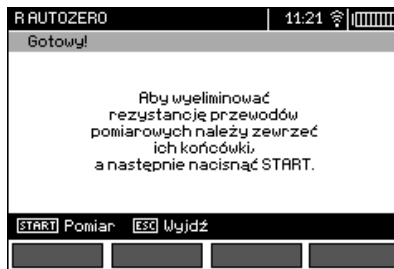 R AUTOZERO 11:21
Gotowy!
Aby wyeliminować
rezystancję przewodów
pomiarowych należy zewrzeć
ich końcówki,
a następnie nacisnąć START.
START Pomiar ESC Wyjdź